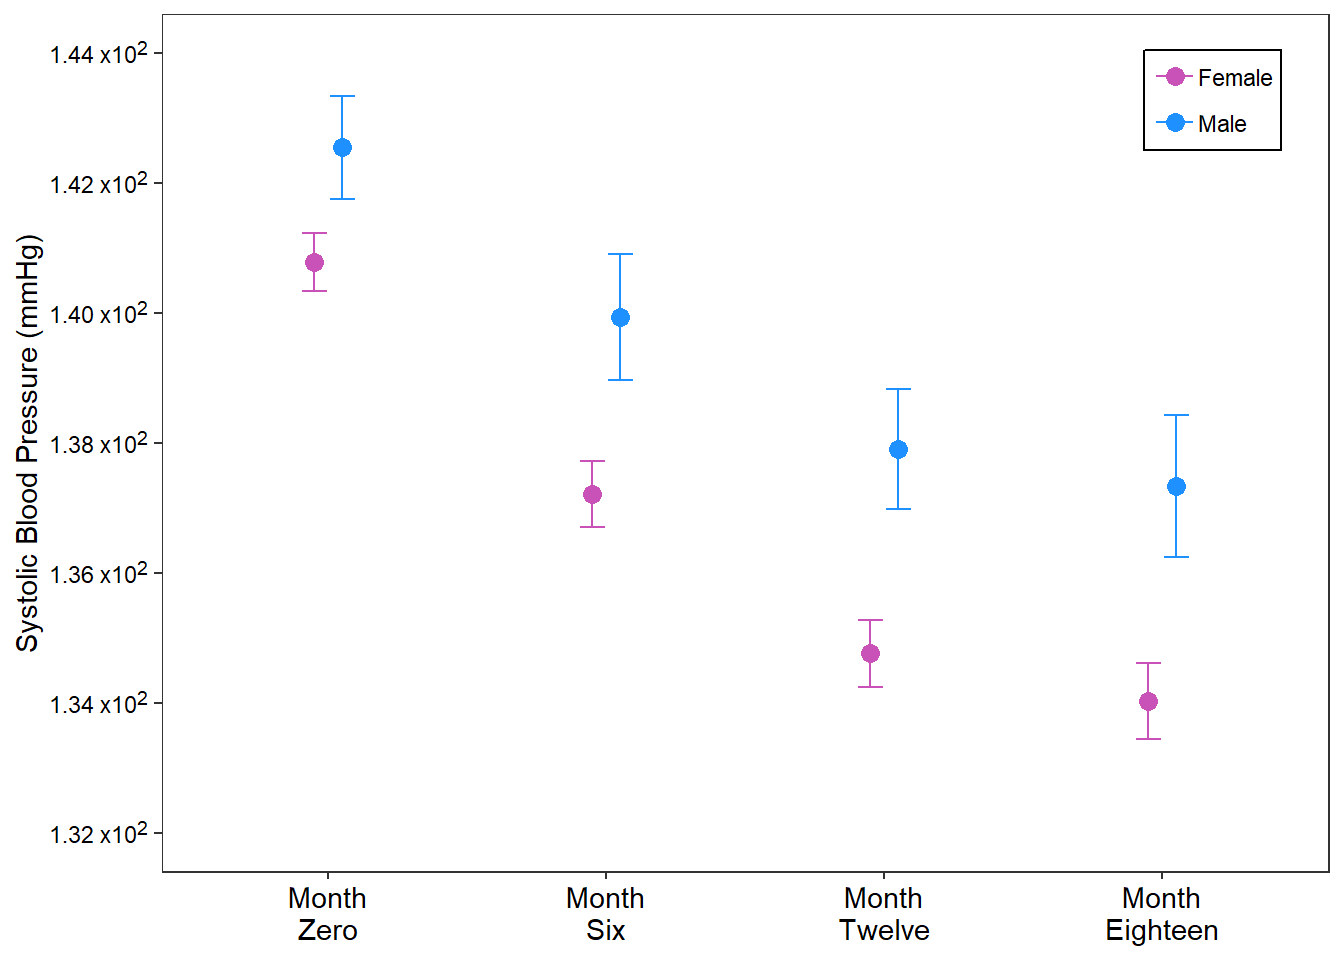 Systolic Blood Pressure (mmHg)
1.44 x10²
1.42 x10²
1.40 x10²
1.38 x10²
1.36 x10²
1.34 x10²
1.32 x10²
Female
Male
Month
Zero
Month
Six
Month
Twelve
Month
Eighteen